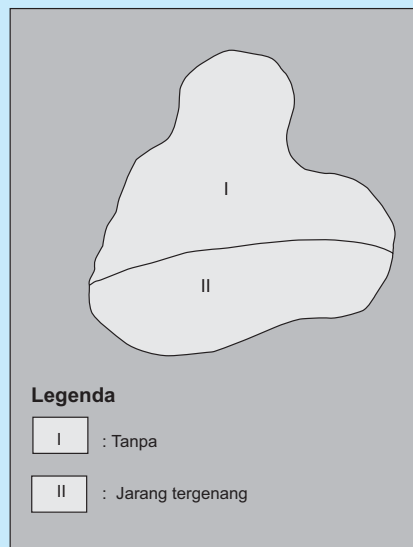 I
II
Legenda
I : Tanpa
II : Jarang tergenang